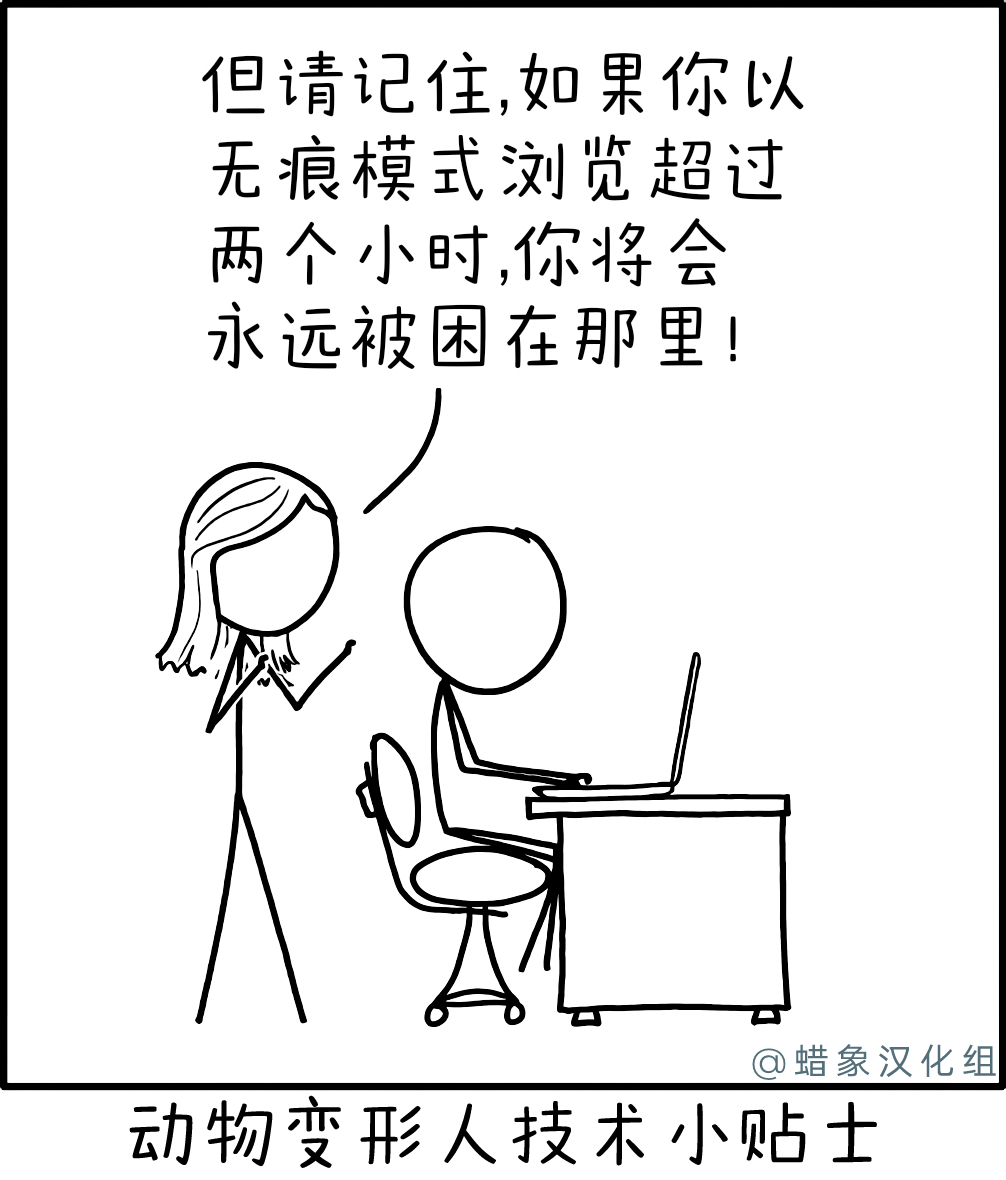 但请记住,如果你以
无痕模式浏览超过
两个小时,你将会
永远被困在那里!
@蜡象汉化组
动物变形人技术小贴士